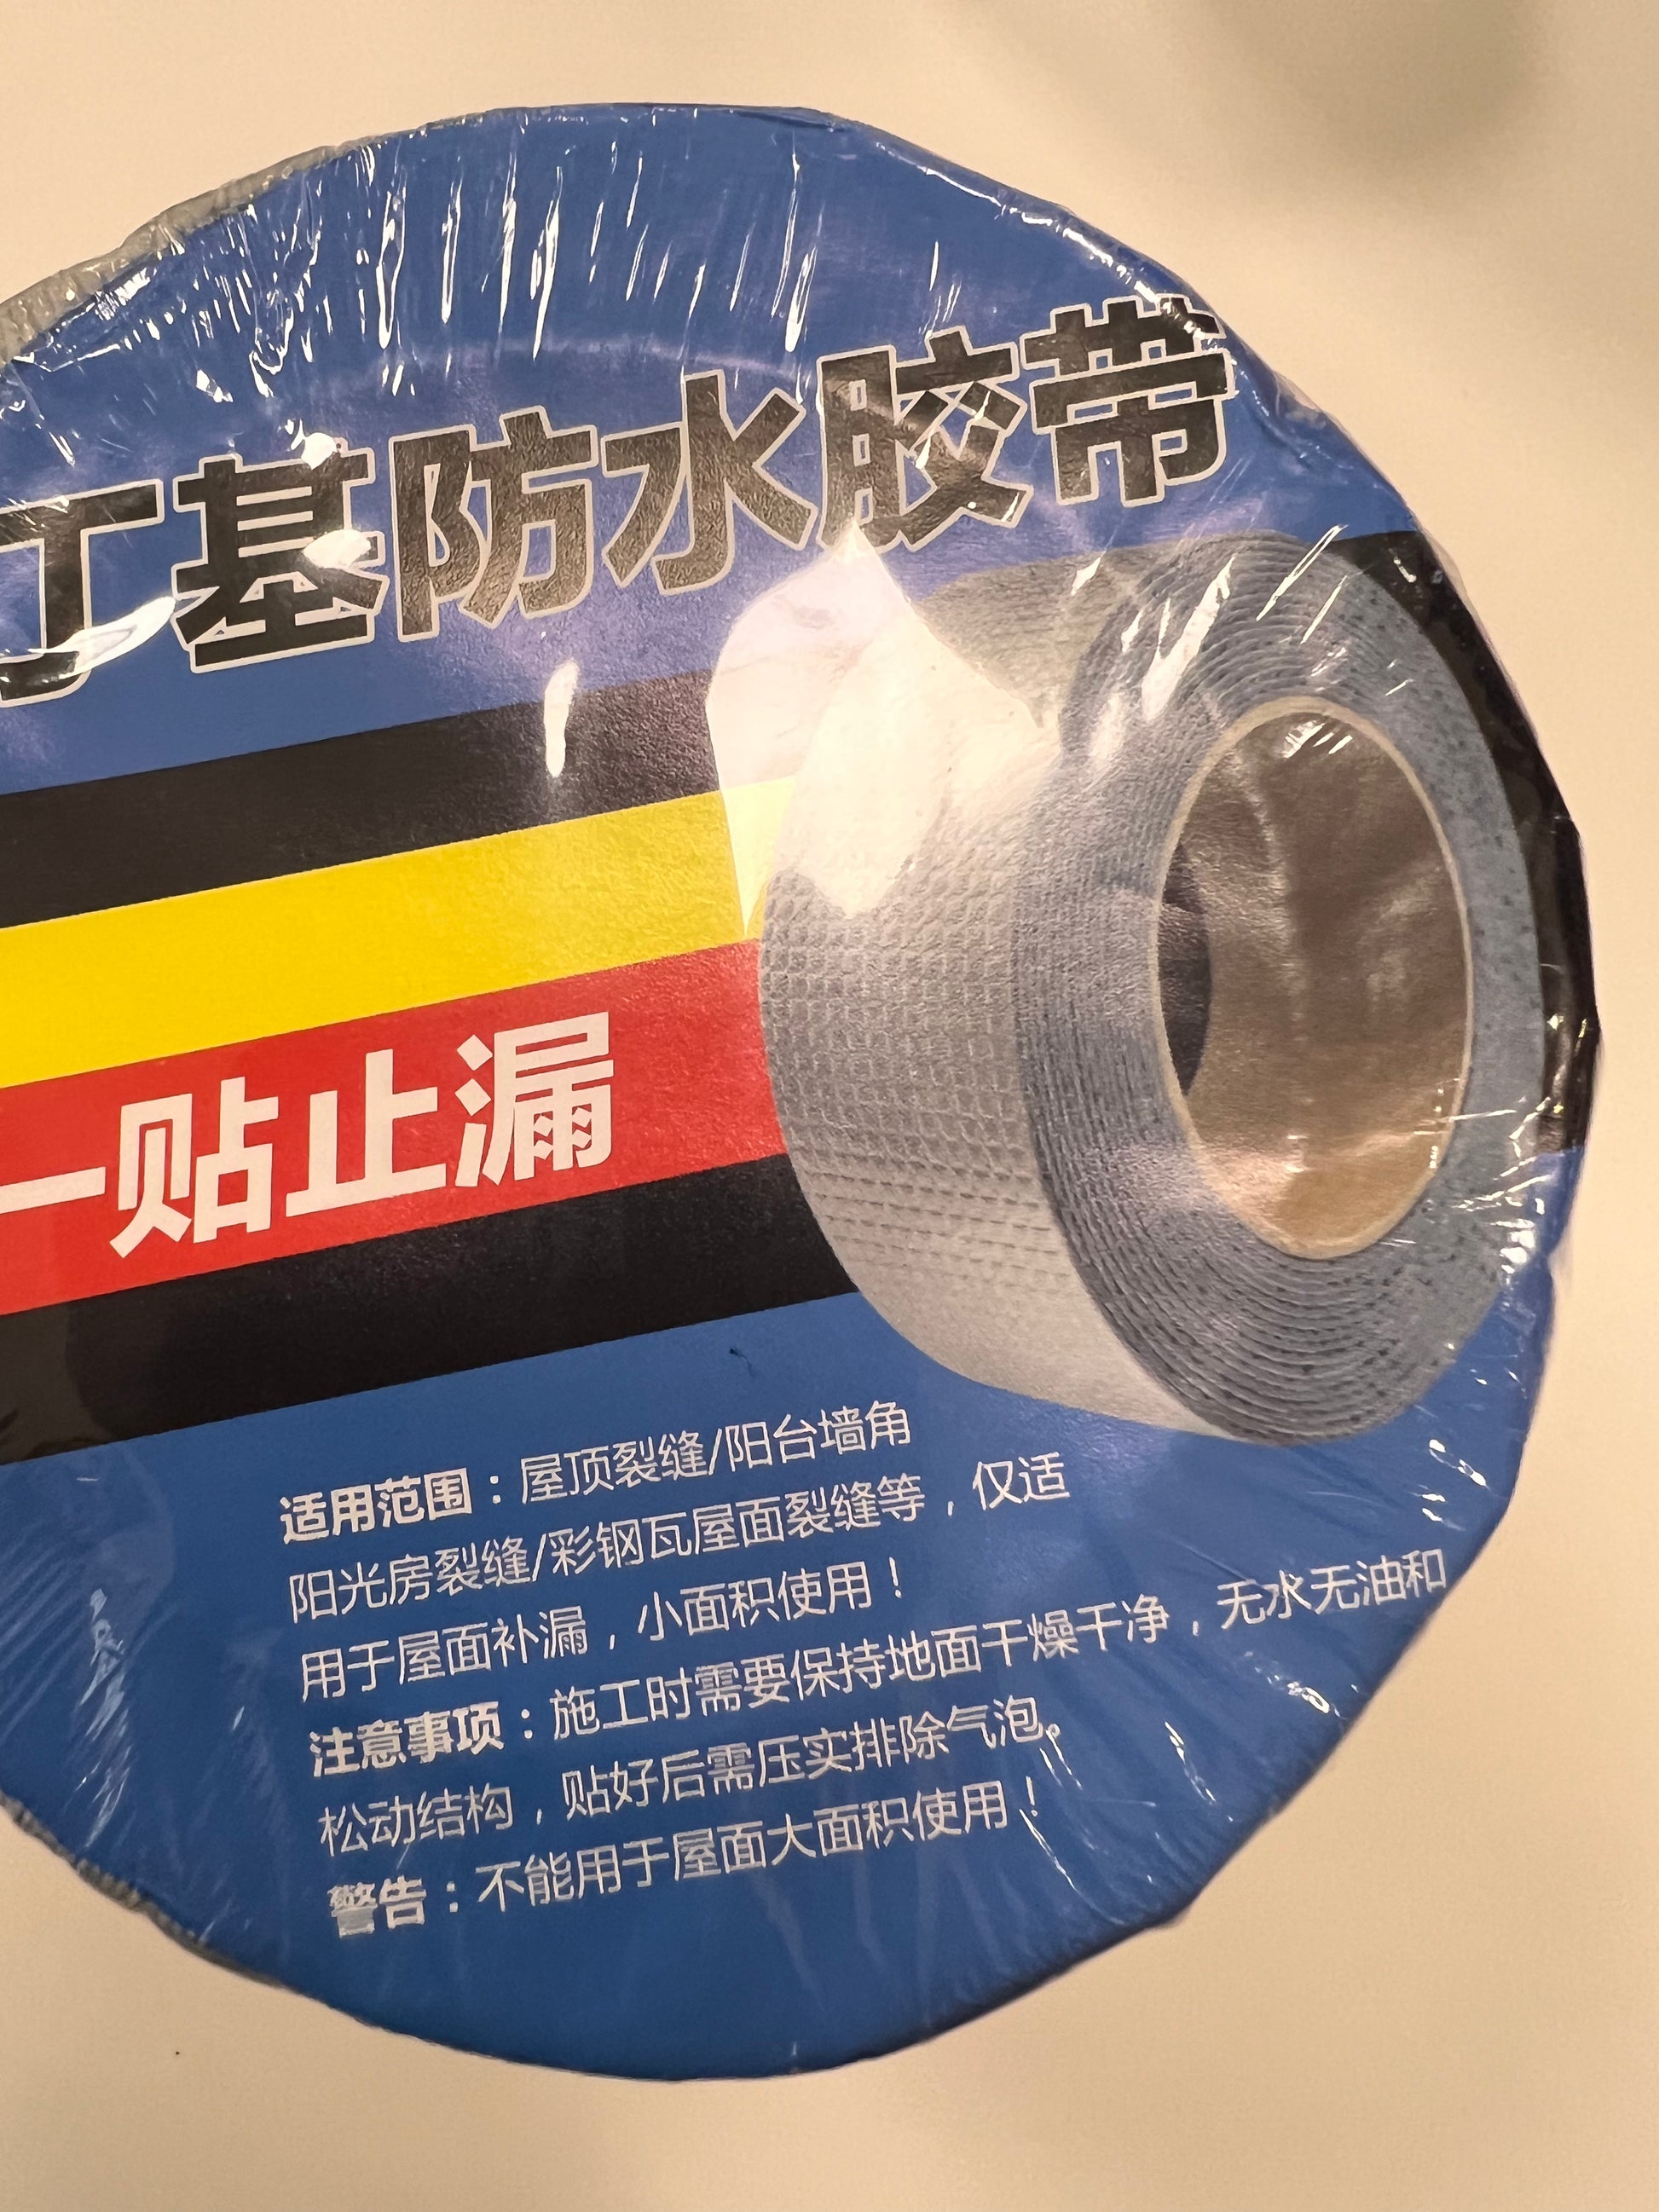 丁基防水胶带
一贴止漏
适用范围：屋顶裂缝/阳台墙角
阳光房裂缝/彩钢瓦屋面裂缝等，仅适
用于屋面补漏，小面积使用！
注意事项：施工时需要保持地面干燥干净，无水无油和
松动结构，贴好后需压实排除气泡。
警告：不能用于屋面大面积使用！